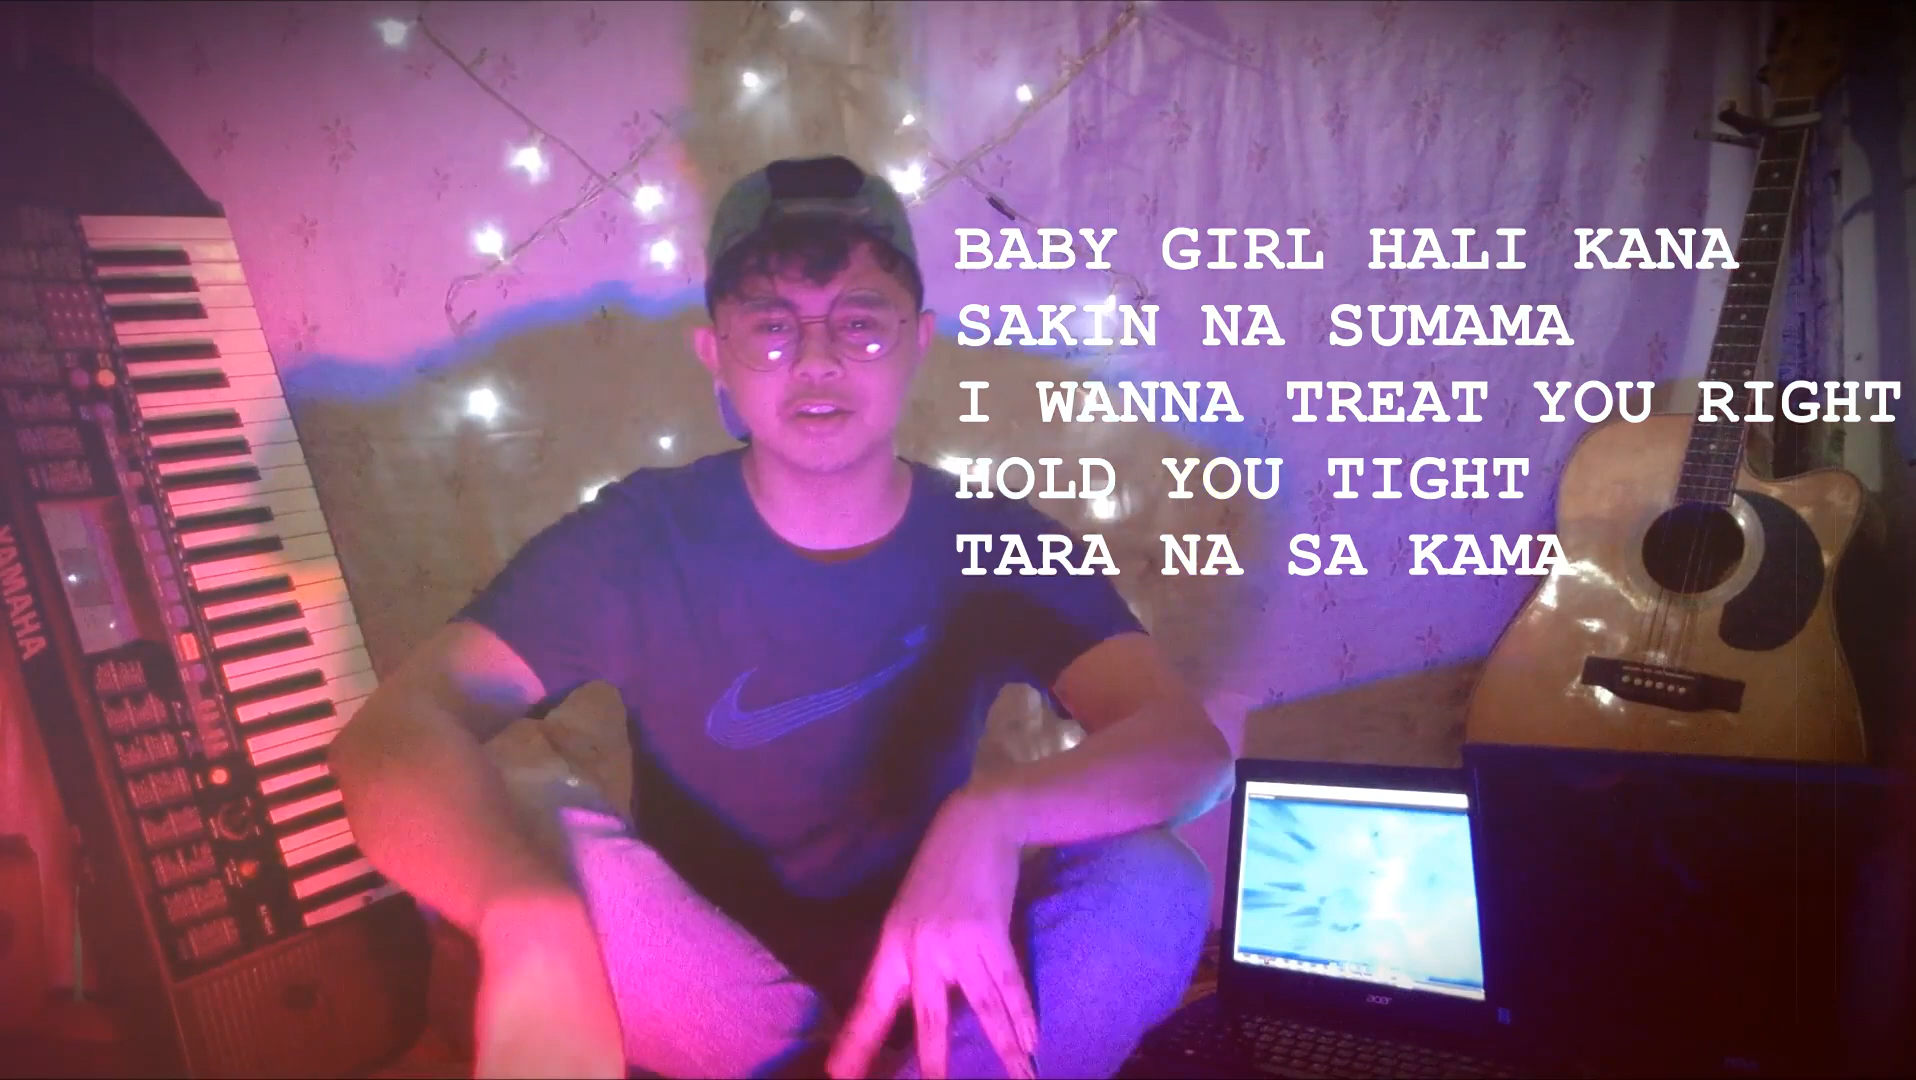 BABY GIRL HALI KANA
SAKIN NA SUMAMA
I WANNA TREAT YOU RIGHT
HOLD YOU TIGHT
TARA NA SA KAMA
YAMAHA
acer